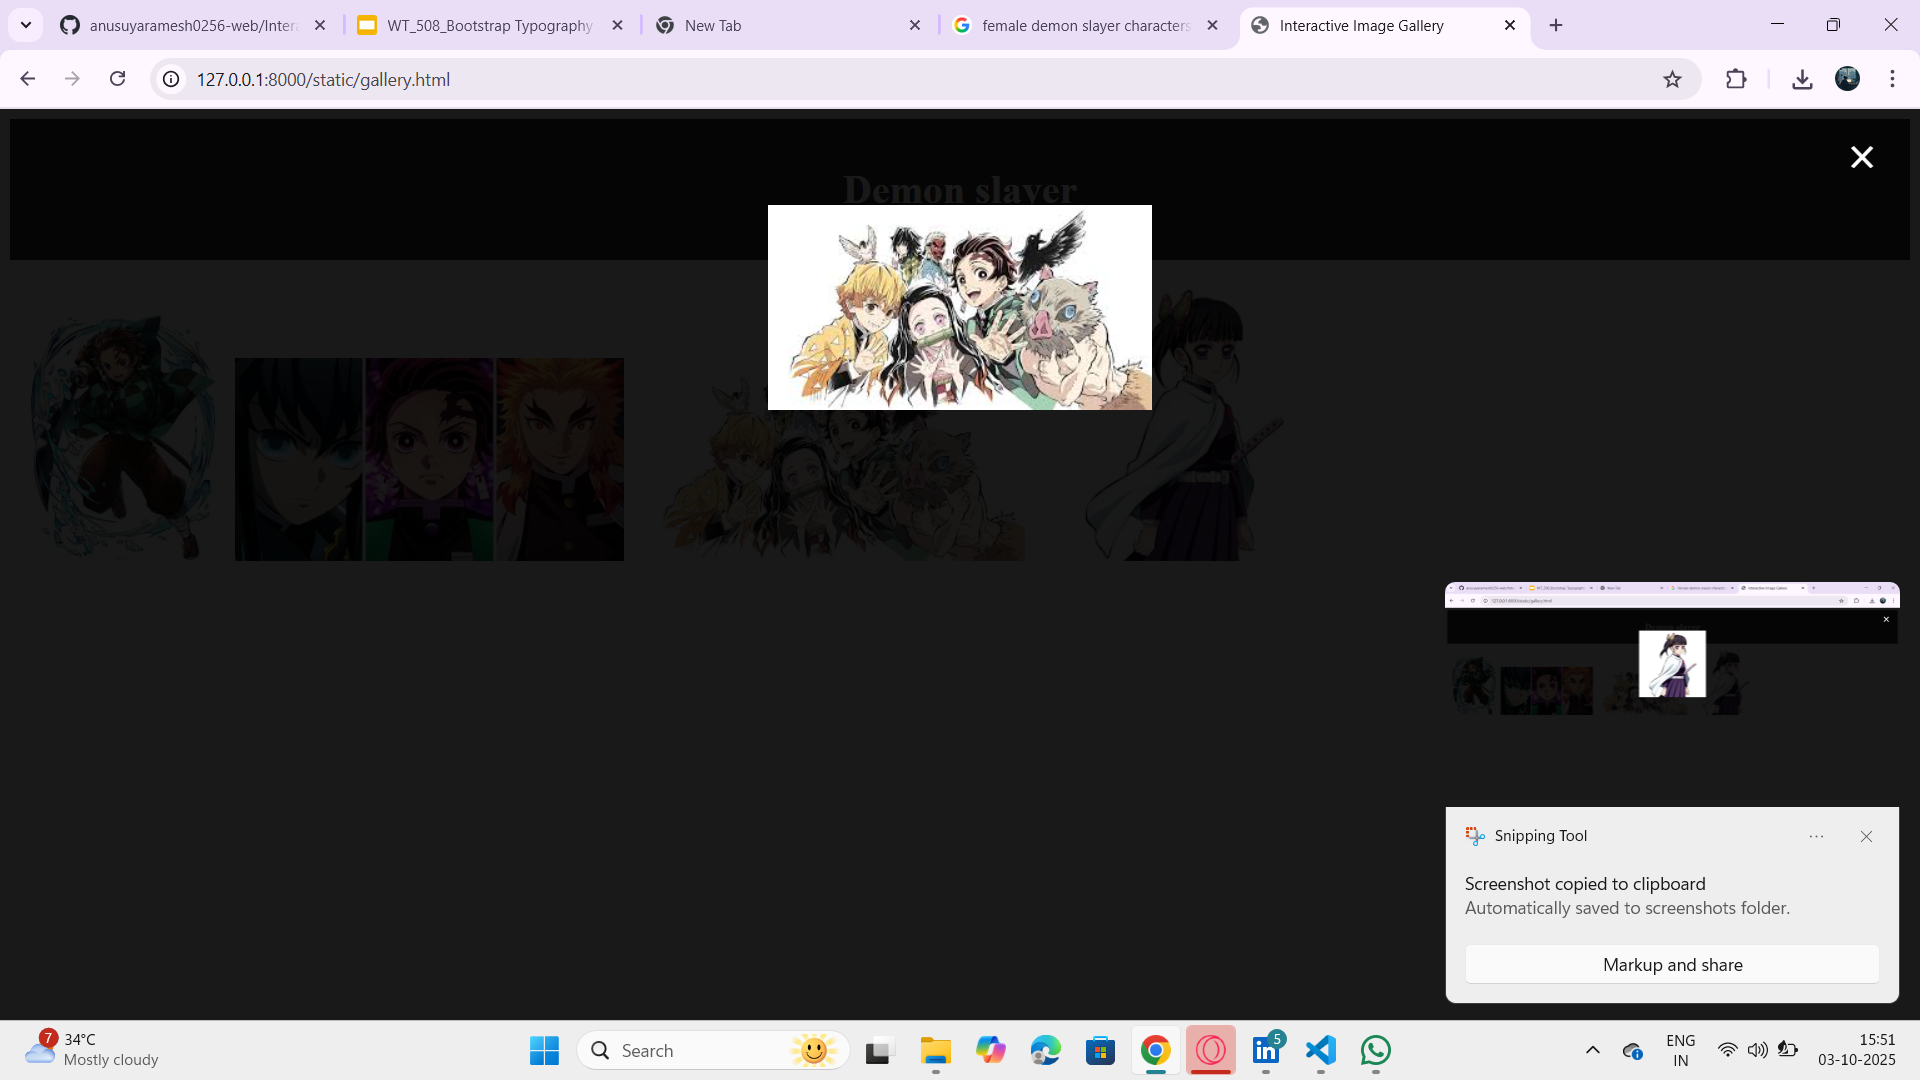 anusuyaramesh0256-web/Intera
WT_508_Bootstrap Typography
New Tab
female demon slayer characters
Interactive Image Gallery
127.0.0.1:8000/static/gallery.html
Demon slayer
Snipping Tool
Screenshot copied to clipboard
Automatically saved to screenshots folder.
Markup and share
7
34°C
Mostly cloudy
Search
5
ENG
IN
15:51
03-10-2025